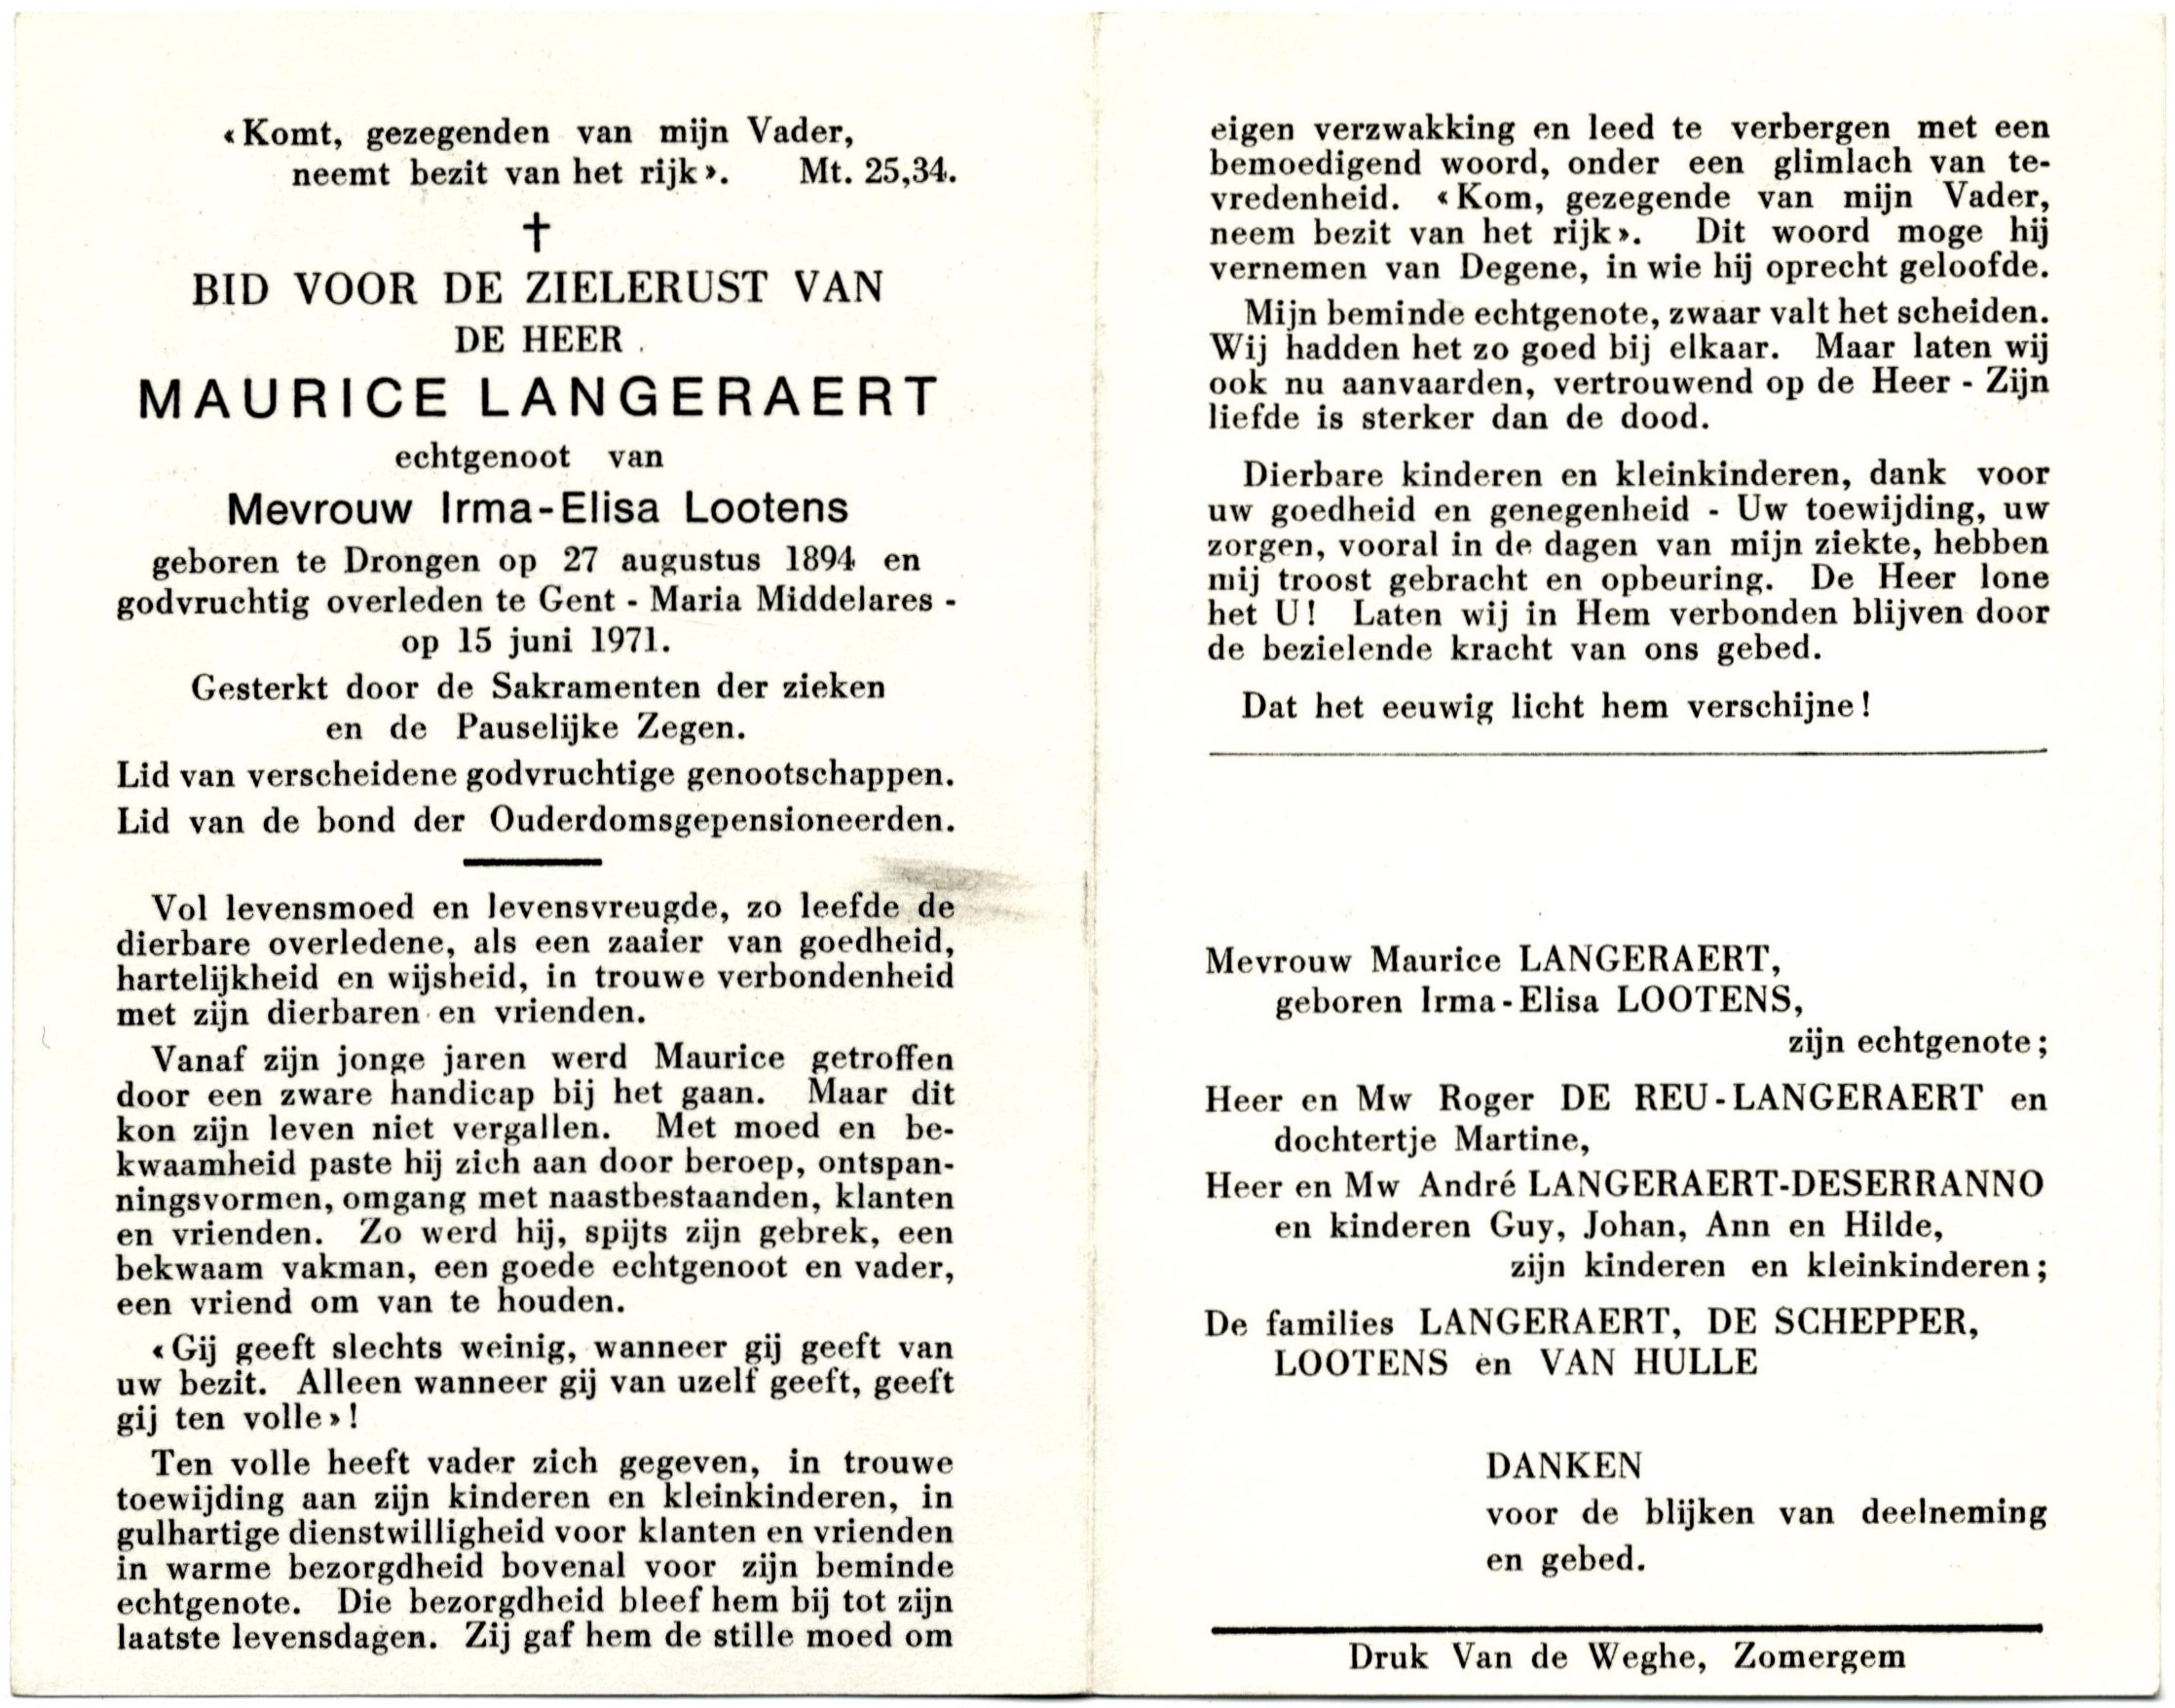 «Komt, gezegenden van mijn Vader,
neemt bezit van het rijk». Mt. 25,34.
✝
BID VOOR DE ZIELERUST VAN
DE HEER
MAURICE LANGERAERT
echtgenoot van
Mevrouw Irma-Elisa Lootens
geboren te Drongen op 27 augustus 1894 en
godvruchtig overleden te Gent - Maria Middelares -
op 15 juni 1971.
Gesterkt door de Sakramenten der zieken
en de Pauselijke Zegen.
Lid van verscheidene godvruchtige genootschappen.
Lid van de bond der Ouderdomsgepensioneerden.
Vol levensmoed en levensvreugde, zo leefde de
dierbare overledene, als een zaaier van goedheid,
hartelijkheid en wijsheid, in trouwe verbondenheid
met zijn dierbaren en vrienden.
Vanaf zijn jonge jaren werd Maurice getroffen
door een zware handicap bij het gaan. Maar dit
kon zijn leven niet vergallen. Met moed en be-
kwaamheid paste hij zich aan door beroep, ontspan-
ningsvormen, omgang met naastbestaanden, klanten
en vrienden. Zo werd hij, spijts zijn gebrek, een
bekwaam vakman, een goede echtgenoot en vader,
een vriend om van te houden.
«Gij geeft slechts weinig, wanneer gij geeft van
uw bezit. Alleen wanneer gij van uzelf geeft, geeft
gij ten volle»!
Ten volle heeft vader zich gegeven, in trouwe
toewijding aan zijn kinderen en kleinkinderen, in
gulhartige dienstwilligheid voor klanten en vrienden
in warme bezorgdheid bovenal voor zijn beminde
echtgenote. Die bezorgdheid bleef hem bij tot zijn
laatste levensdagen. Zij gaf hem de stille moed om
eigen verzwakking en leed te verbergen met een
bemoedigend woord, onder een glimlach van te-
vredenheid. «Kom, gezegende van mijn Vader,
neem bezit van het rijk». Dit woord moge hij
vernemen van Degene, in wie hij oprecht geloofde.
Mijn beminde echtgenote, zwaar valt het scheiden.
Wij hadden het zo goed bij elkaar. Maar laten wij
ook nu aanvaarden, vertrouwend op de Heer - Zijn
liefde is sterker dan de dood.
Dierbare kinderen en kleinkinderen, dank voor
uw goedheid en genegenheid - Uw toewijding, uw
zorgen, vooral in de dagen van mijn ziekte, hebben
mij troost gebracht en opbeuring. De Heer lone
het U! Laten wij in Hem verbonden blijven door
de bezielende kracht van ons gebed.
Dat het eeuwig licht hem verschijne!
Mevrouw Maurice LANGERAERT,
geboren Irma-Elisa LOOTENS,
zijn echtgenote;
Heer en Mw Roger DE REU-LANGERAERT en
dochtertje Martine,
Heer en Mw André LANGERAERT-DESERRANNO
en kinderen Guy, Johan, Ann en Hilde,
zijn kinderen en kleinkinderen;
De families LANGERAERT, DE SCHEPPER,
LOOTENS en VAN HULLE
DANKEN
voor de blijken van deelneming
en gebed.
Druk Van de Weghe, Zomergem